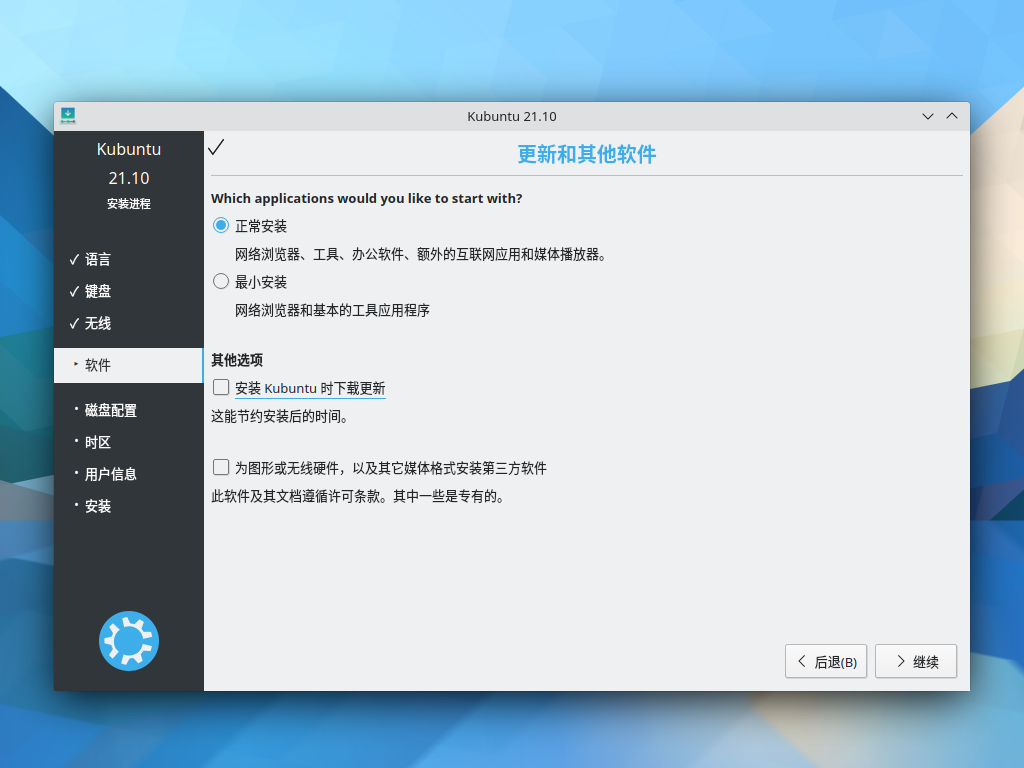 Kubuntu 21.10
Kubuntu
21.10
安装进程
语言
键盘
无线
软件
磁盘配置
时区
用户信息
安装
更新和其他软件
Which applications would you like to start with?
正常安装
网络浏览器、工具、办公软件、额外的互联网应用和媒体播放器。
最小安装
网络浏览器和基本的工具应用程序
其他选项
安装 Kubuntu 时下载更新
这能节约安装后的时间。
为图形或无线硬件，以及其它媒体格式安装第三方软件
此软件及其文档遵循许可条款。其中一些是专有的。
后退(B)
继续